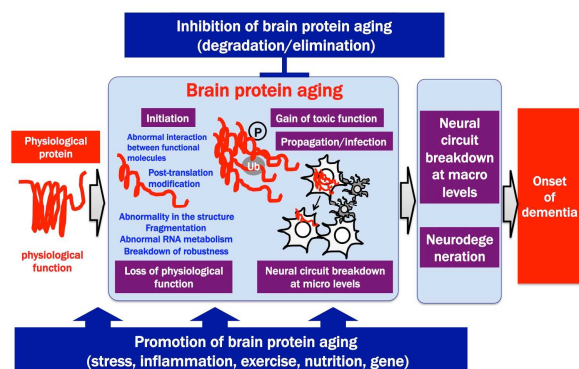 Inhibition of brain protein aging
(degradation/elimination)
Brain protein aging
Physiological
protein
physiological
function
Initiation
Abnormal interaction
between functional
molecules
Post-translation
modification
Abnormality in the structure
Fragmentation
Abnormal RNA metabolism
Breakdown of robustness
Loss of physiological
function
P
Ub
Gain of toxic function
Propagation/infection
Neural circuit breakdown
at micro levels
Neural
circuit
breakdown
at macro
levels
Neurodege
neration
Onset
of
dementia
Promotion of brain protein aging
(stress, inflammation, exercise, nutrition, gene)